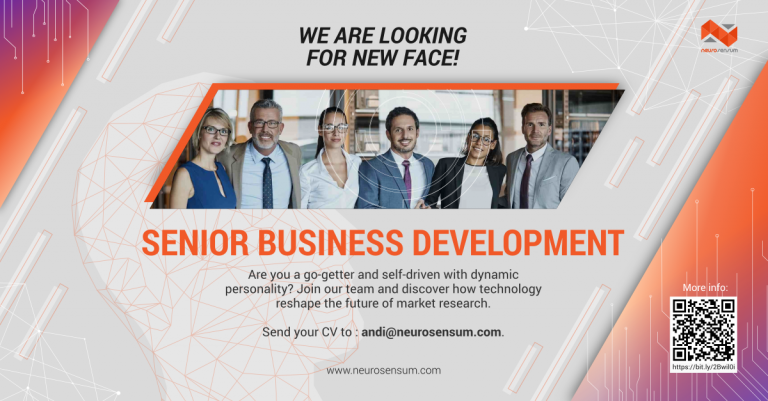 WE ARE LOOKING
FOR NEW FACE!
neurosensum
SENIOR BUSINESS DEVELOPMENT
Are you a go-getter and self-driven with dynamic
personality? Join our team and discover how technology
reshape the future of market research.
Send your CV to : andi@neurosensum.com.
www.neurosensum.com
More info:
https://bit.ly/2Bwil0i